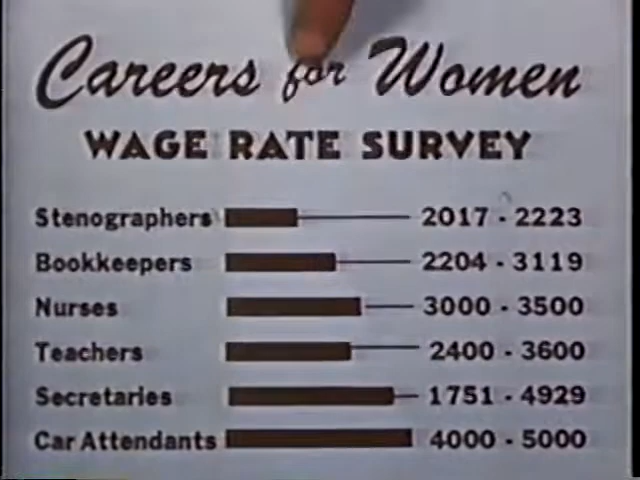 Careers for Women
WAGE RATE SURVEY
Stenographers 2017 - 2223
Bookkeepers 2204 - 3119
Nurses 3000 - 3500
Teachers 2400 - 3600
Secretaries 1751 - 4929
Car Attendants 4000 - 5000